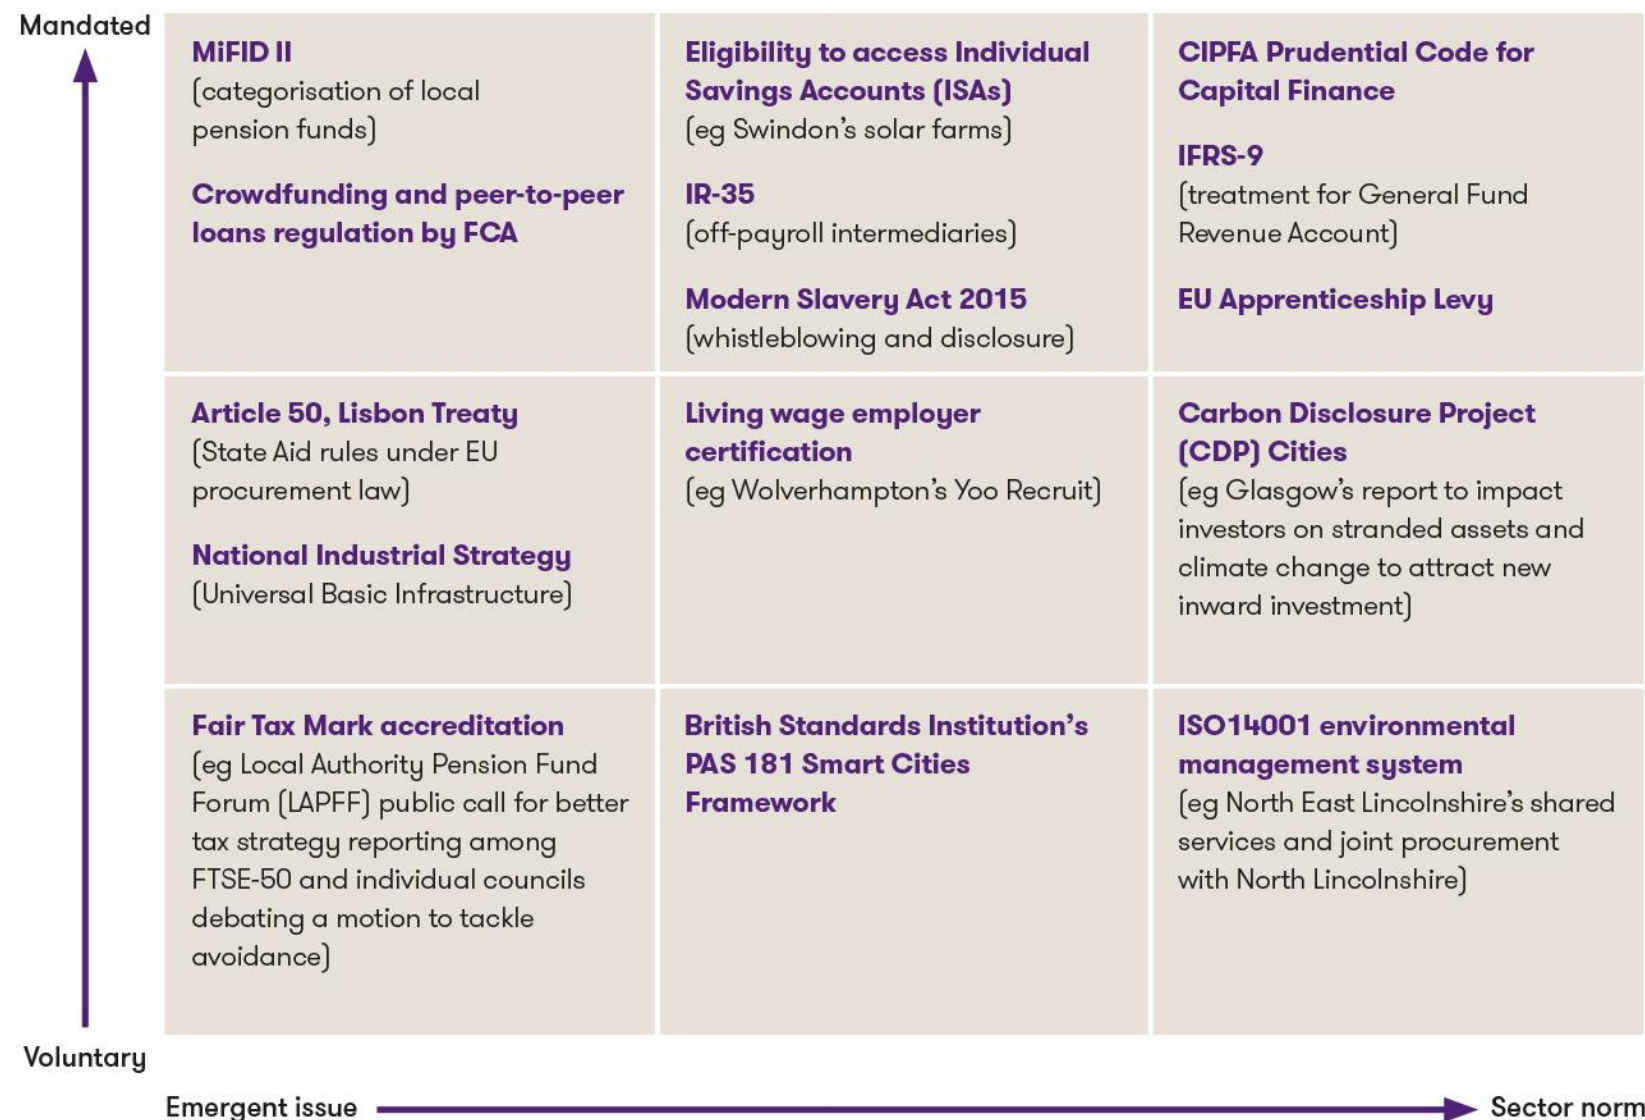 Mandated
MiFID II
(categorisation of local
pension funds)
Crowdfunding and peer-to-peer
loans regulation by FCA
Eligibility to access Individual
Savings Accounts (ISAs)
(eg Swindon's solar farms)
IR-35
(off-payroll intermediaries)
Modern Slavery Act 2015
(whistleblowing and disclosure)
CIPFA Prudential Code for
Capital Finance
IFRS-9
(treatment for General Fund
Revenue Account)
EU Apprenticeship Levy
Article 50, Lisbon Treaty
(State Aid rules under EU
procurement law)
National Industrial Strategy
(Universal Basic Infrastructure)
Living wage employer
certification
(eg Wolverhampton's Yoo Recruit)
Carbon Disclosure Project
(CDP) Cities
(eg Glasgow's report to impact
investors on stranded assets and
climate change to attract new
inward investment)
Fair Tax Mark accreditation
(eg Local Authority Pension Fund
Forum (LAPFF) public call for better
tax strategy reporting among
FTSE-50 and individual councils
debating a motion to tackle
avoidance)
British Standards Institution's
PAS 181 Smart Cities
Framework
ISO14001 environmental
management system
(eg North East Lincolnshire's shared
services and joint procurement
with North Lincolnshire)
Voluntary
Emergent issue
Sector norm